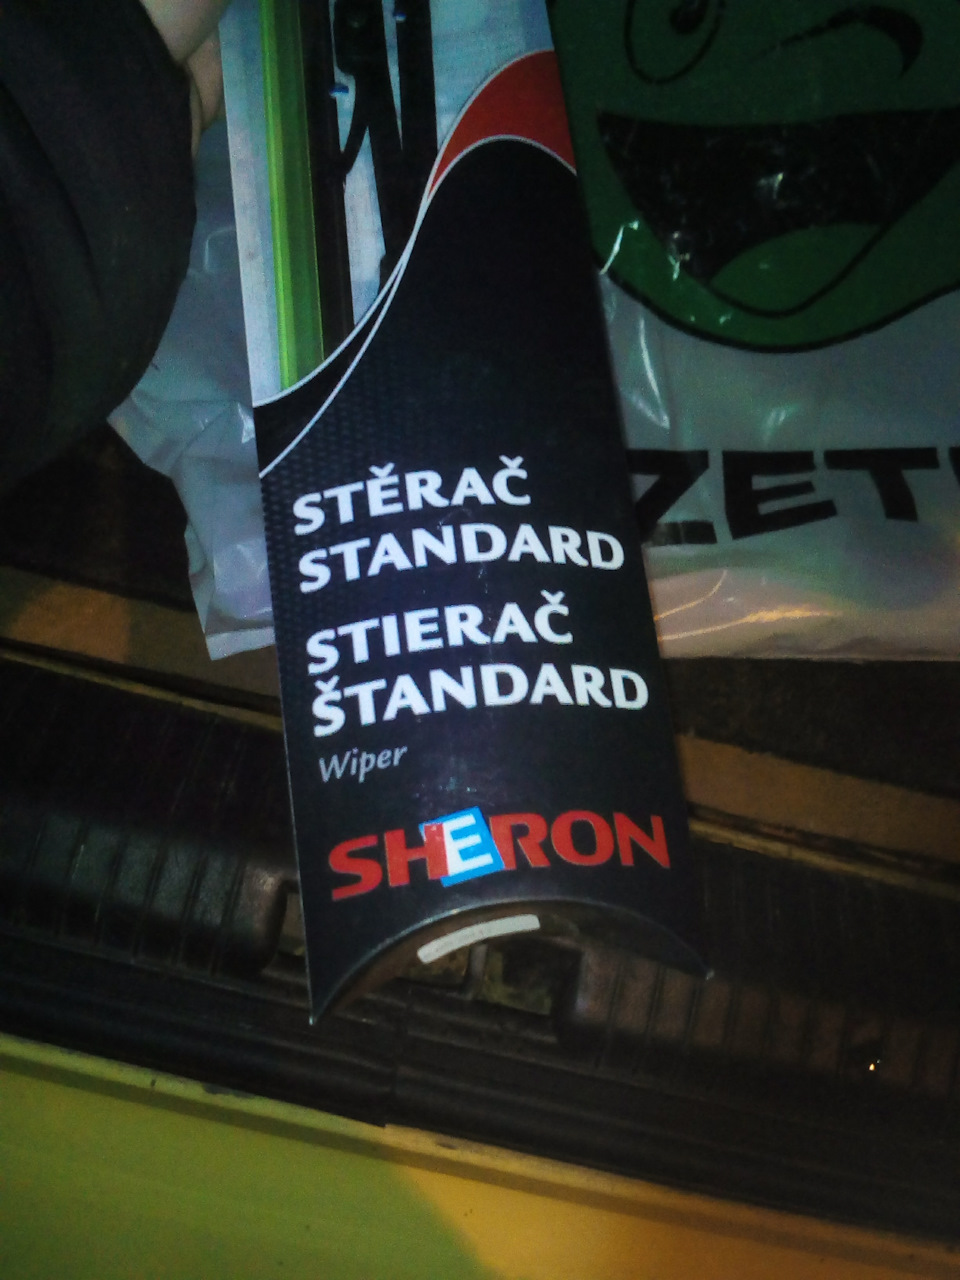 STĚRAČ
STANDARD
STIERAČ
ŠTANDARD
Wiper
SHERON